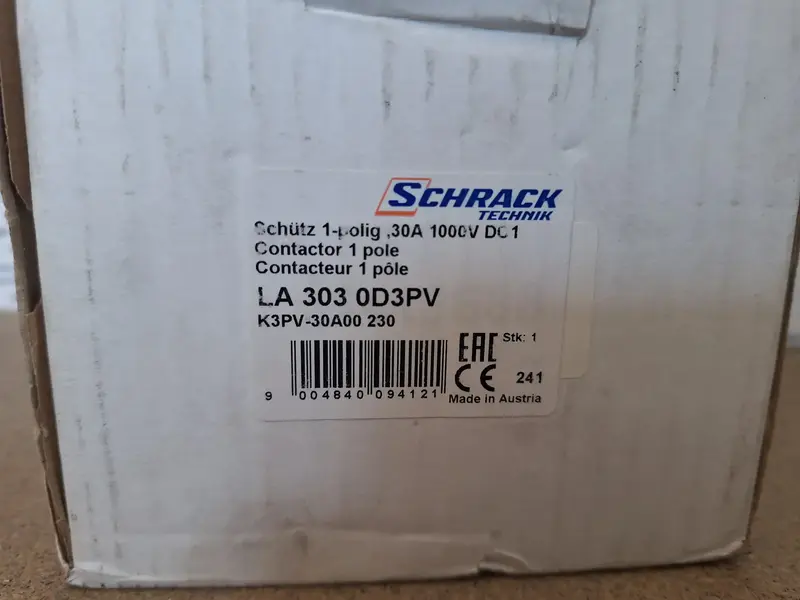 SCHRACK
TECHNIK
Schütz 1-polig ,30A 1000V DC1
Contactor 1 pole
Contacteur 1 pôle
LA 303 0D3PV
K3PV-30A00 230
EAC Stk: 1
CE 241
9 004840 094121
Made in Austria